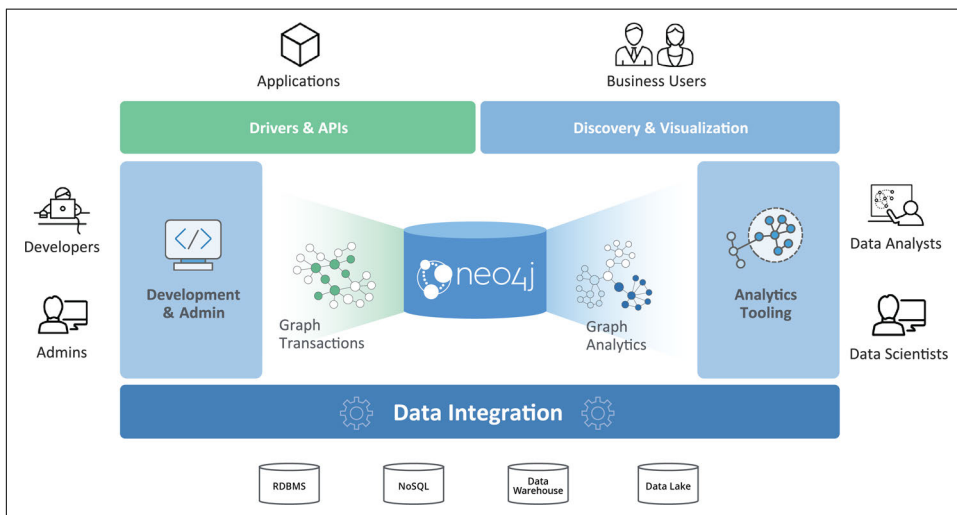 Applications
Business Users
Drivers & APIs
Discovery & Visualization
Developers
Admins
</>
Development
& Admin
Graph
Transactions
neo4j
Graph
Analytics
Analytics
Tooling
Data Analysts
Data Scientists
Data Integration
RDBMS
NoSQL
Data
Warehouse
Data Lake